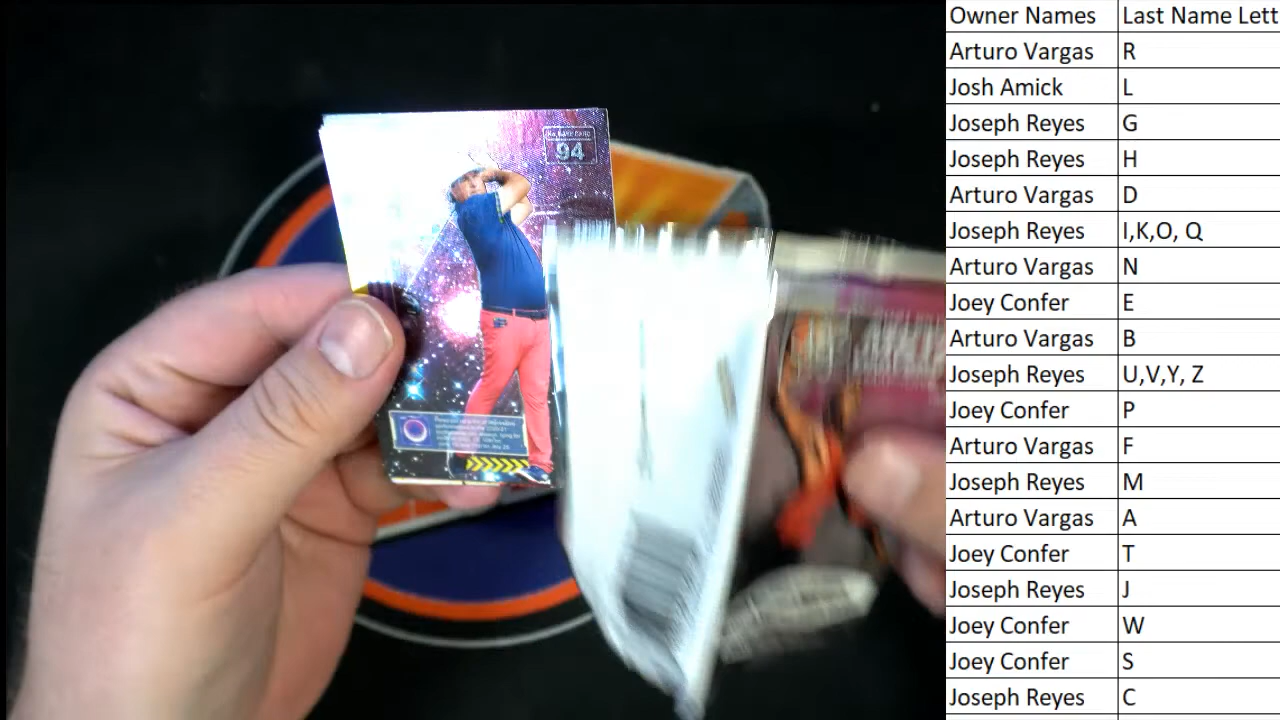 Owner Names Last Name Lett
Arturo Vargas R
Josh Amick L
Joseph Reyes G
Joseph Reyes H
Arturo Vargas D
Joseph Reyes I,K,O, Q
Arturo Vargas N
Joey Confer E
Arturo Vargas B
Joseph Reyes U,V,Y, Z
Joey Confer P
Arturo Vargas F
Joseph Reyes M
Arturo Vargas A
Joey Confer T
Joseph Reyes J
Joey Confer W
Joey Confer S
Joseph Reyes C
94